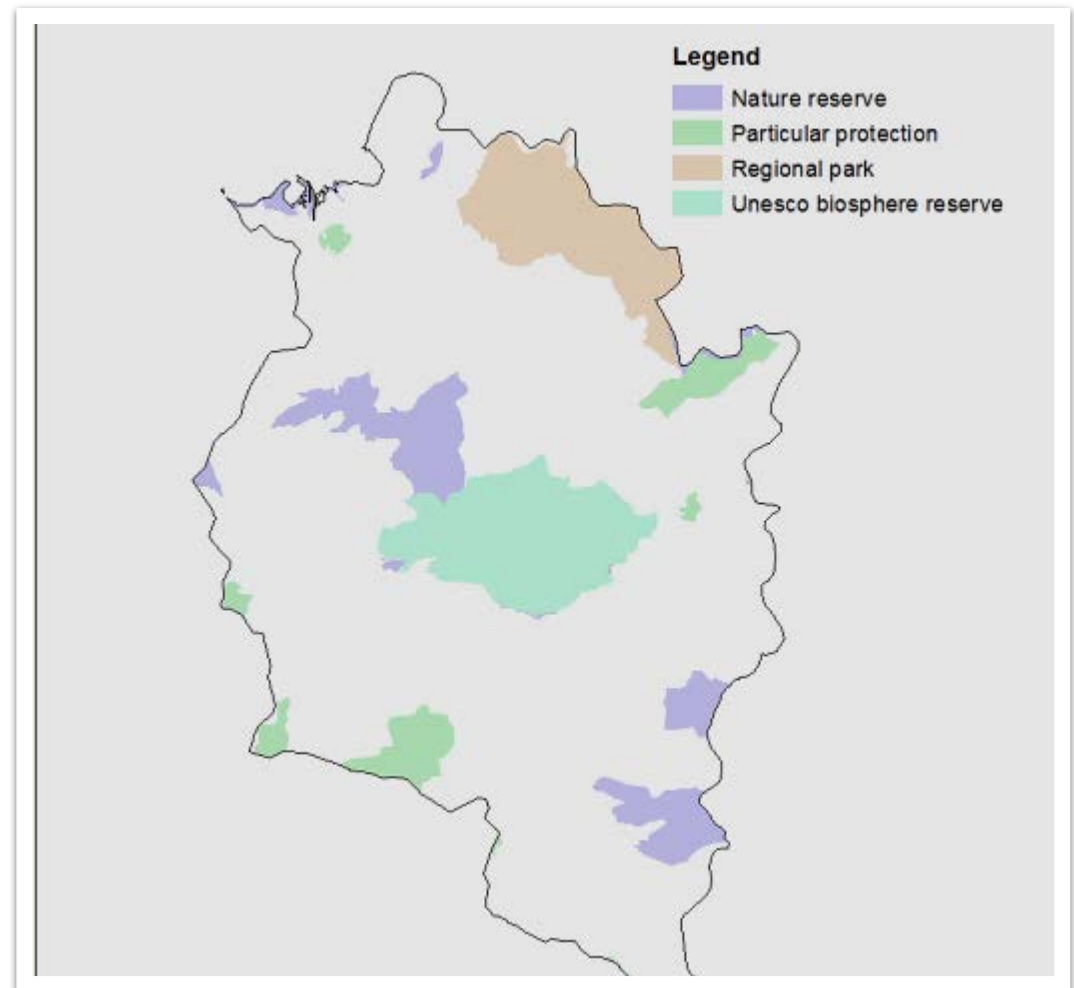 Legend
Nature reserve
Particular protection
Regional park
Unesco biosphere reserve